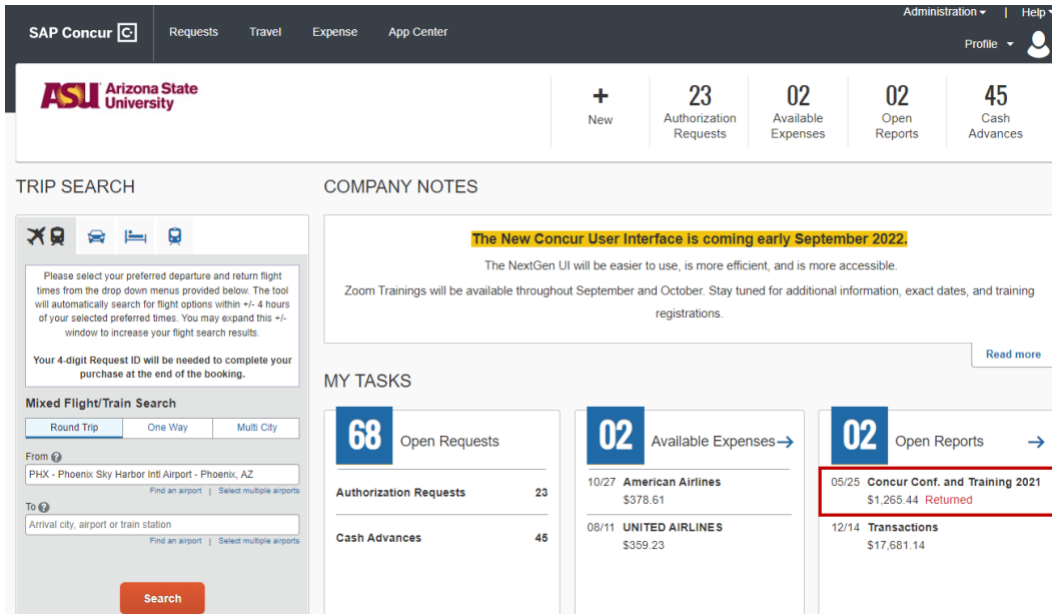 Administration | Help
SAP Concur C Requests Travel Expense App Center
Profile
ASU Arizona State
University
+
New
23
Authorization
Requests
02
Available
Expenses
02
Open
Reports
45
Cash
Advances
TRIP SEARCH
Please select your preferred departure and return flight
times from the drop down menus provided below. The tool
will automatically search for flight options within +/- 4 hours
of your selected preferred times. You may expand this +/-
window to increase your flight search results.
Your 4-digit Request ID will be needed to complete your
purchase at the end of the booking.
Mixed Flight/Train Search
Round Trip One Way Multi City
From ?
PHX - Phoenix Sky Harbor Intl Airport - Phoenix, AZ
Find an airport | Select multiple airports
To ?
Arrival city, airport or train station
Find an airport | Select multiple airports
Search
COMPANY NOTES
The New Concur User Interface is coming early September 2022.
The NextGen UI will be easier to use, is more efficient, and is more accessible.
Zoom Trainings will be available throughout September and October. Stay tuned for additional information, exact dates, and training
registrations.
Read more
MY TASKS
68 Open Requests
Authorization Requests 23
Cash Advances 45
02 Available Expenses→
10/27 American Airlines
$378.61
08/11 UNITED AIRLINES
$359.23
02 Open Reports →
05/25 Concur Conf. and Training 2021
$1,265.44 Returned
12/14 Transactions
$17,681.14